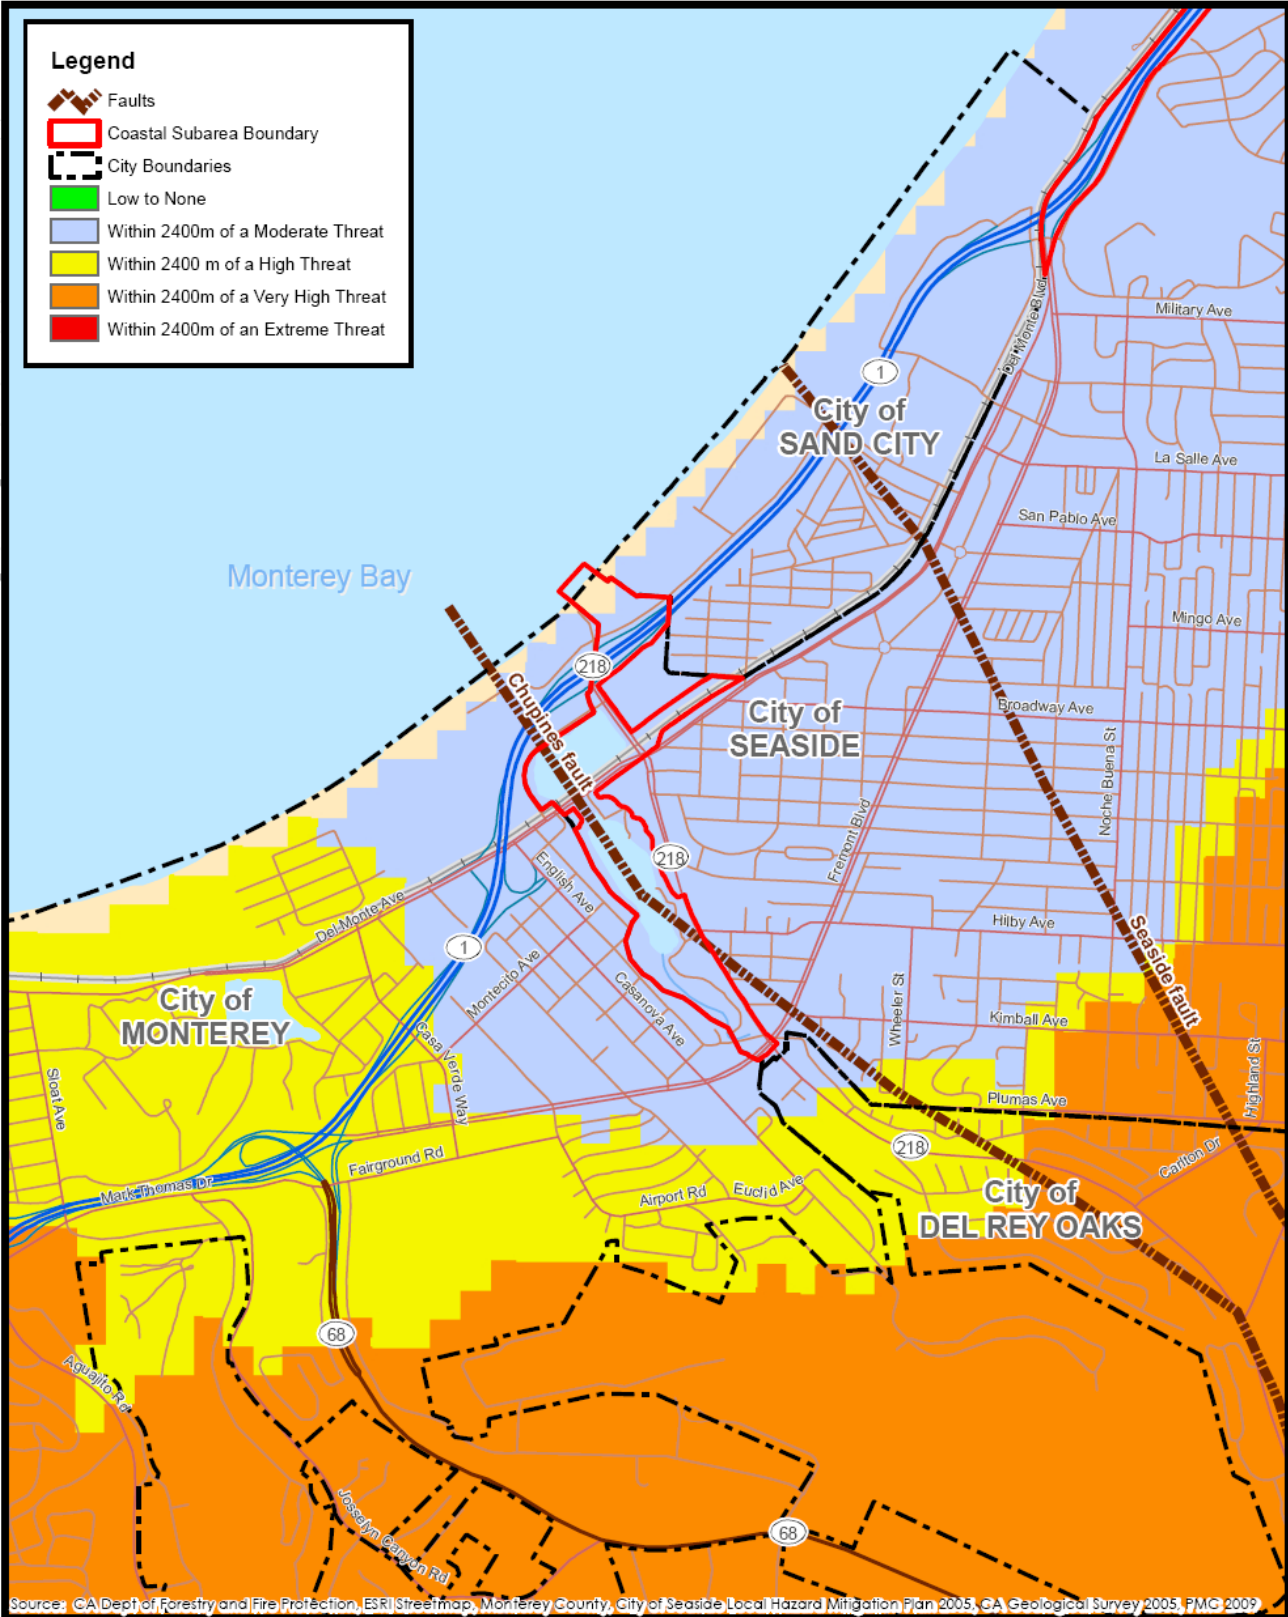 Legend
Faults
Coastal Subarea Boundary
City Boundaries
Low to None
Within 2400m of a Moderate Threat
Within 2400 m of a High Threat
Within 2400m of a Very High Threat
Within 2400m of an Extreme Threat
Military Ave
Del Monte Blvd
1
City of
SAND CITY
La Salle Ave
San Pablo Ave
Monterey Bay
Mingo Ave
218
Chupines fault
City of
SEASIDE
Broadway Ave
Noche Buena St
Fremont Blvd
218
English Ave
Del Monte Ave
Hilby Ave
Seaside fault
1
Montecito Ave
Casanova Ave
Wheeler St
City of
MONTEREY
Kimball Ave
Casa Verde Way
Sloat Ave
Highland St
Plumas Ave
218
Carlton Dr
Fairground Rd
Mark Thomas Dr
Airport Rd
Euclid Ave
City of
DEL REY OAKS
68
Aguajito Rd
Josselyn Canyon Rd
68
Source: CA Dept of Forestry and Fire Protection, ESRI Streetmap, Monterey County, City of Seaside Local Hazard Mitigation Plan 2005, CA Geological Survey 2005, PMC 2009